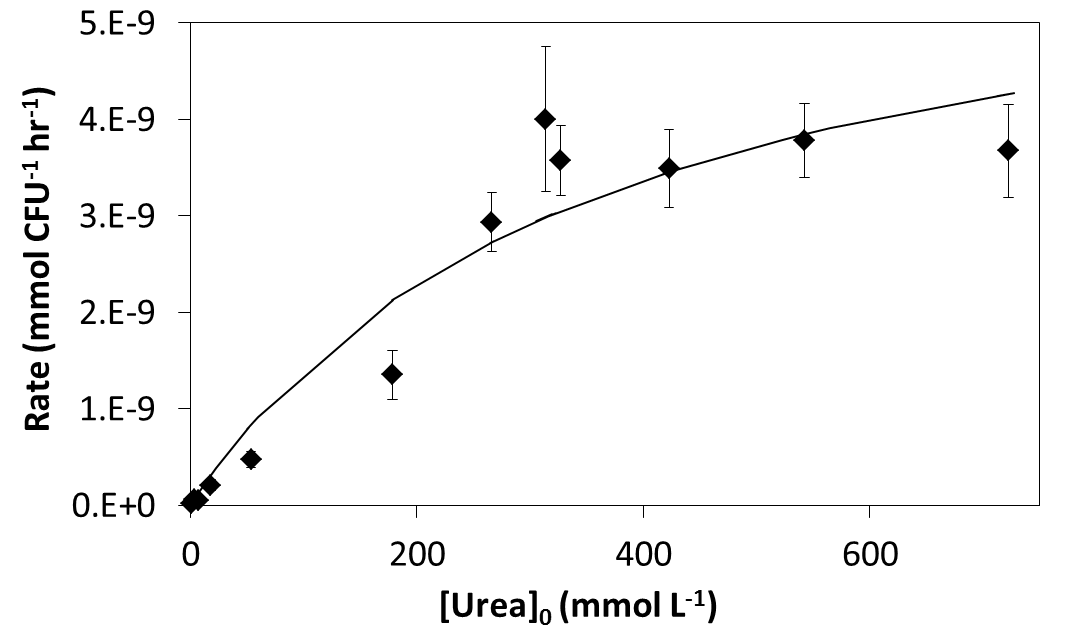 5.E-9
4.E-9
3.E-9
2.E-9
1.E-9
0.E+0
Rate (mmol CFU⁻¹ hr⁻¹)
0 200 400 600
[Urea]₀ (mmol L⁻¹)